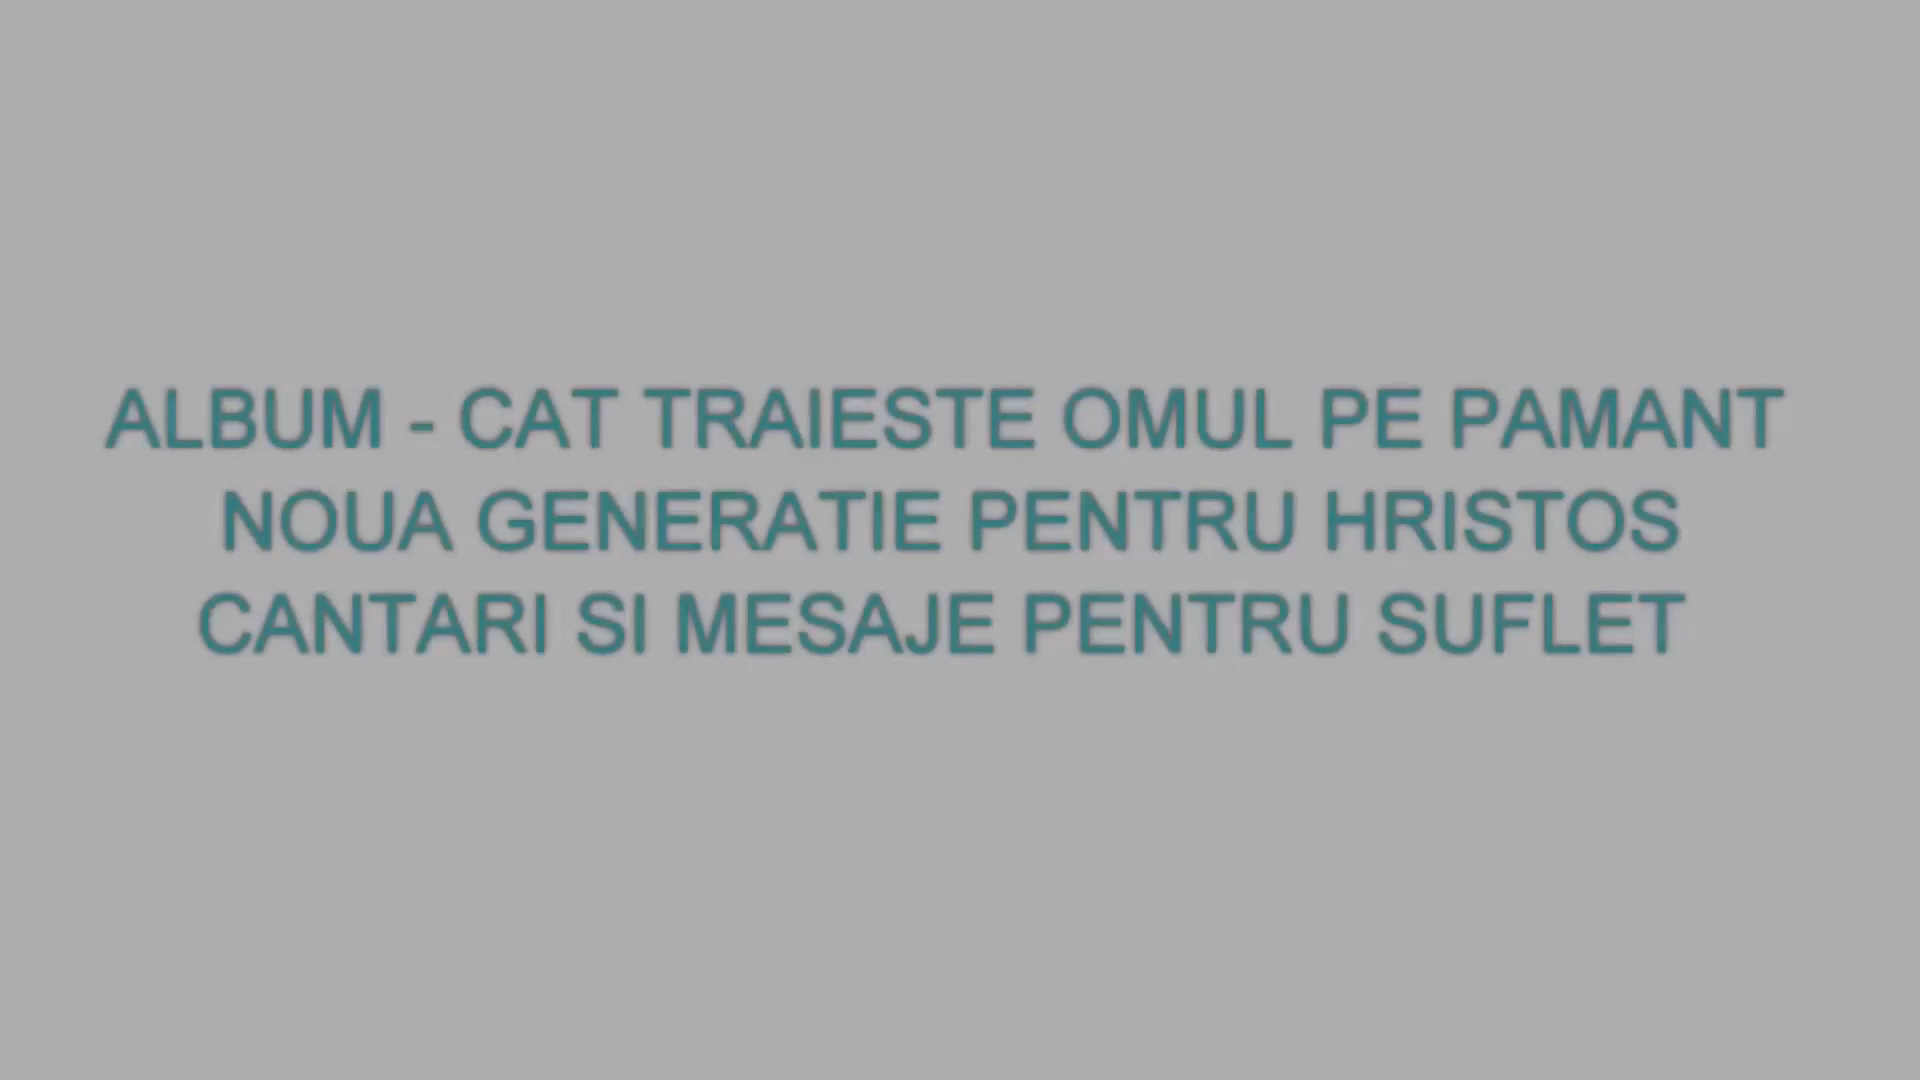 ALBUM - CAT TRAIESTE OMUL PE PAMANT
NOUA GENERATIE PENTRU HRISTOS
CANTARI SI MESAJE PENTRU SUFLET